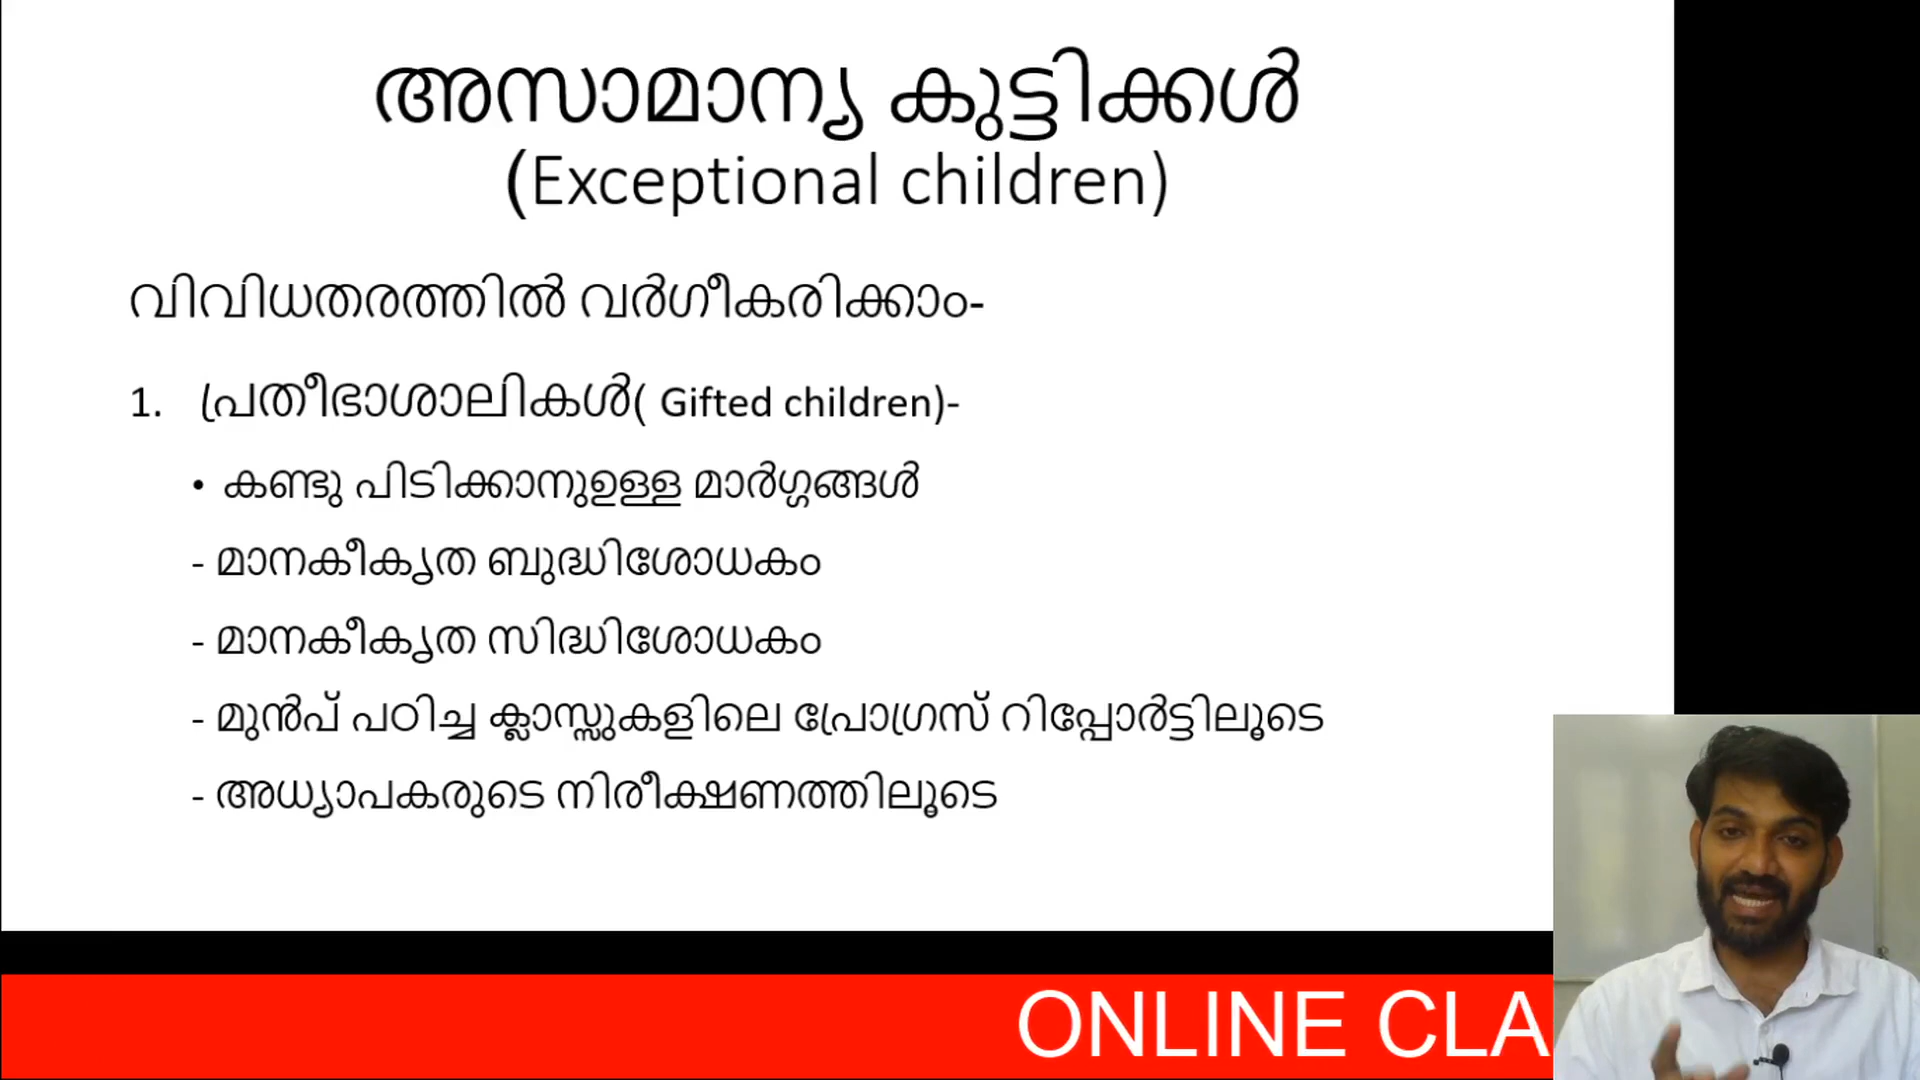 അസാമാന്യ കുട്ടിക്കൾ
(Exceptional children)
വിവിധതരത്തിൽ വർഗീകരിക്കാം-
1. പ്രതീഭാശാലികൾ( Gifted children)-
• കണ്ടു പിടിക്കാനുഉള്ള മാർഗ്ഗങ്ങൾ
- മാനകീകൃത ബുദ്ധിശോധകം
- മാനകീകൃത സിദ്ധിശോധകം
- മുൻപ് പഠിച്ച ക്ലാസ്സുകളിലെ പ്രോഗ്രസ് റിപ്പോർട്ടിലൂടെ
- അധ്യാപകരുടെ നിരീക്ഷണത്തിലൂടെ
ONLINE CLA